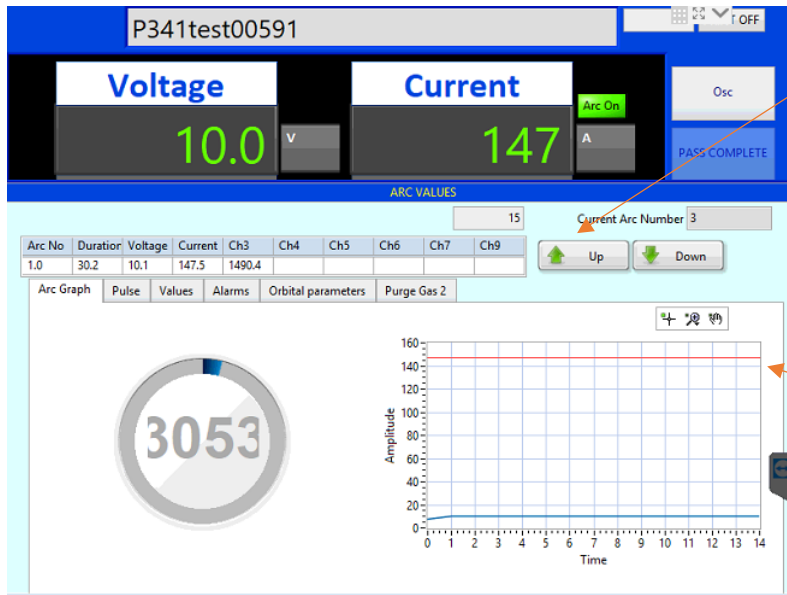 P341test00591
OFF
Voltage
Current
Arc On
Osc
10.0
V
147
A
PASS COMPLETE
ARC VALUES
15
Current Arc Number 3
Arc No Duration Voltage Current Ch3 Ch4 Ch5 Ch6 Ch7 Ch9
1.0 30.2 10.1 147.5 1490.4
Up
Down
Arc Graph Pulse Values Alarms Orbital parameters Purge Gas 2
3053
Amplitude
160
140
120
100
80
60
40
20
0
0 1 2 3 4 5 6 7 8 9 10 11 12 13 14
Time